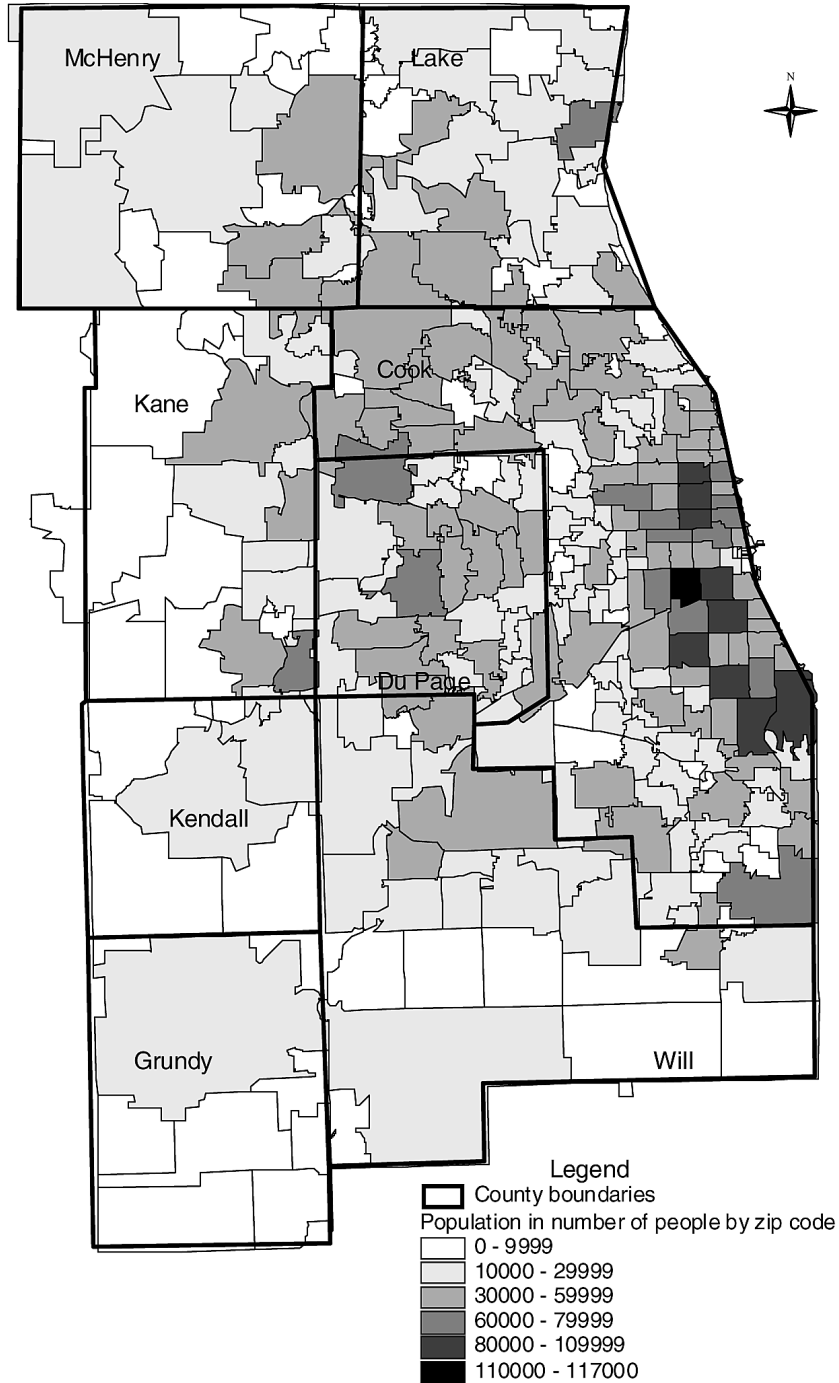 McHenry
Lake
N
Cook
Kane
Du Page
Kendall
Grundy
Will
Legend
County boundaries
Population in number of people by zip code
0 - 9999
10000 - 29999
30000 - 59999
60000 - 79999
80000 - 109999
110000 - 117000